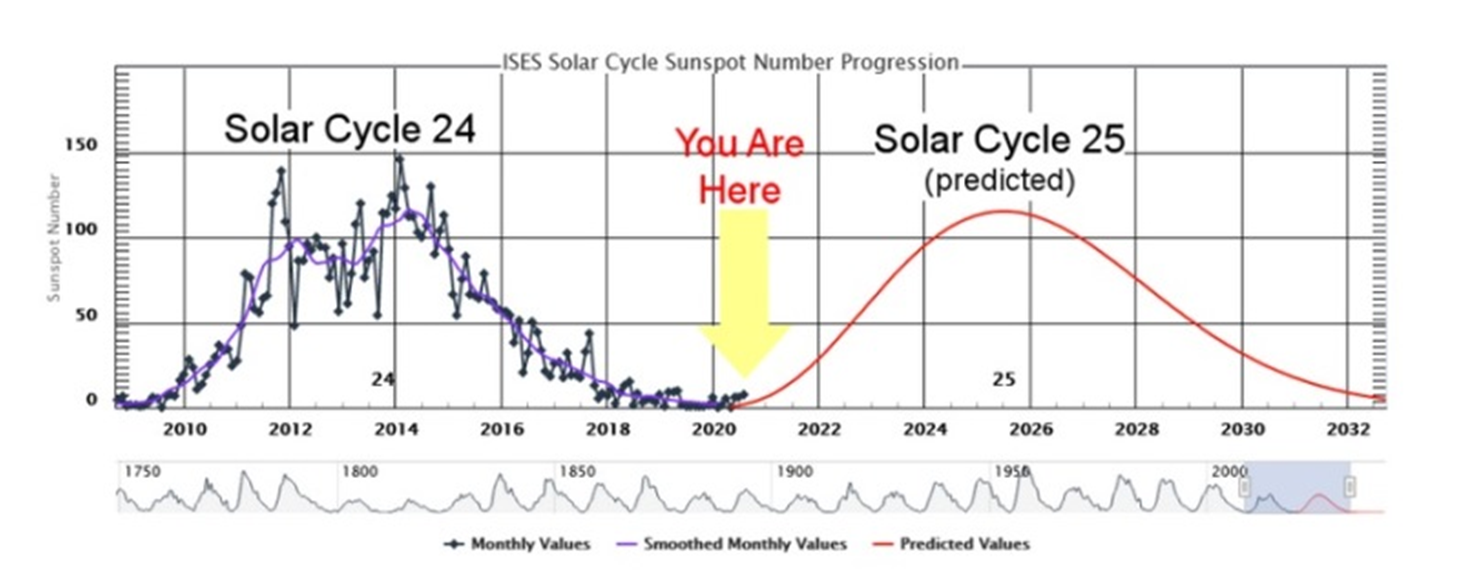 ISES Solar Cycle Sunspot Number Progression
Solar Cycle 24
You Are
Here
Solar Cycle 25
(predicted)
Sunspot Number
150
100
50
0
24
25
2010 2012 2014 2016 2018 2020 2022 2024 2026 2028 2030 2032
1750 1800 1850 1900 1950 2000
Monthly Values Smoothed Monthly Values Predicted Values